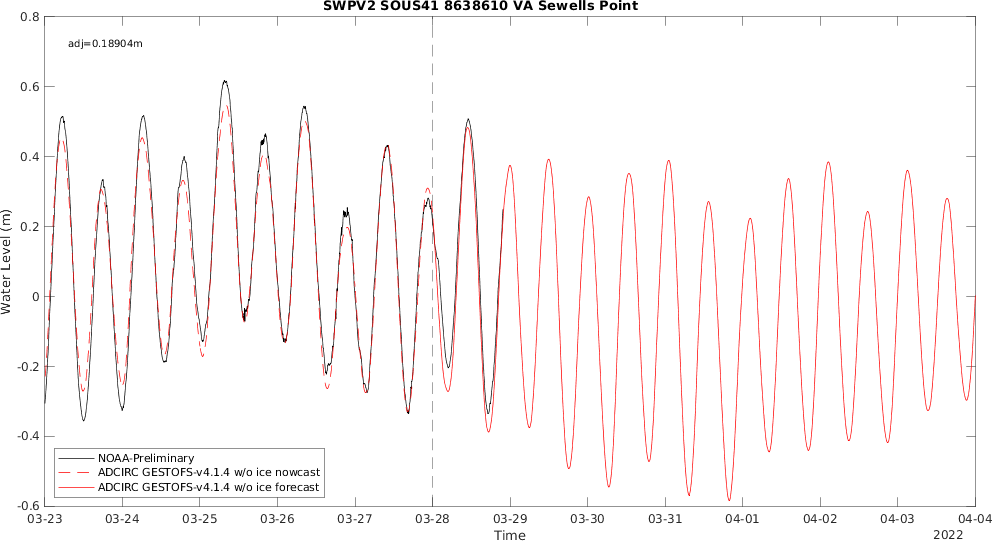 SWPV2 SOUS41 8638610 VA Sewells Point
adj=0.18904m
0.8
0.6
0.4
0.2
0
-0.2
-0.4
-0.6
Water Level (m)
NOAA-Preliminary
ADCIRC GESTOFS-v4.1.4 w/o ice nowcast
ADCIRC GESTOFS-v4.1.4 w/o ice forecast
03-23 03-24 03-25 03-26 03-27 03-28 03-29 03-30 03-31 04-01 04-02 04-03 04-04
Time
2022